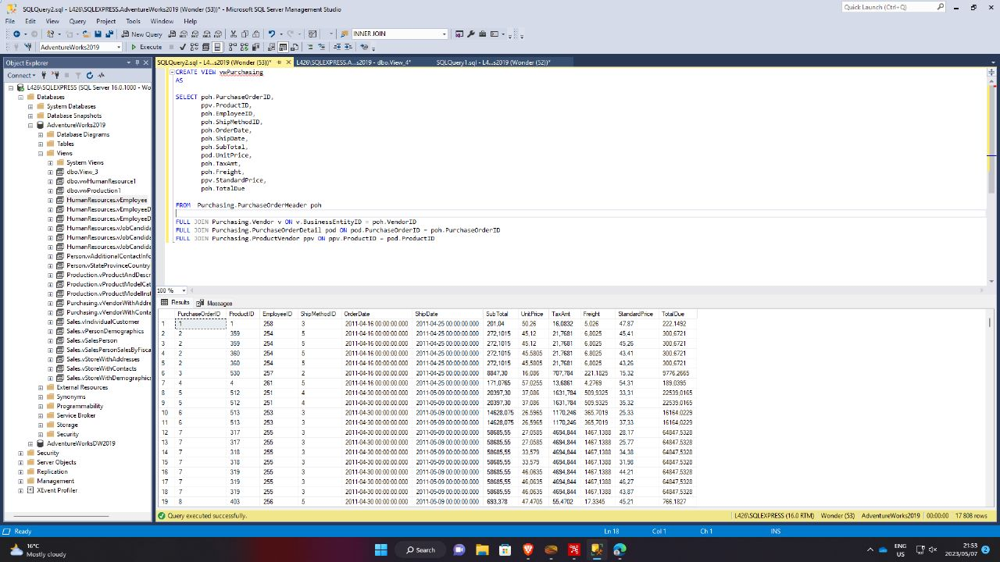 SQLQuery2.sql - L426\SQLEXPRESS.AdventureWorks2019 (Wonder (53))* - Microsoft SQL Server Management Studio
Quick Launch (Ctrl+Q)
File Edit View Query Project Tools Window Help
New Query
INNER JOIN
AdventureWorks2019
Execute
Object Explorer
SQLQuery2.sql - L4...s2019 (Wonder (53))*
L426\SQLEXPRESS.A...s2019 - dbo.View_4*
SQLQuery1.sql - L4...s2019 (Wonder (52))*
Connect
L426\SQLEXPRESS (SQL Server 16.0.1000 - Wo
Databases
System Databases
Database Snapshots
AdventureWorks2019
Database Diagrams
Tables
Views
System Views
dbo.View_3
dbo.vwHumanResource1
dbo.vwProduction1
HumanResources.vEmployee
HumanResources.vEmployeeD
HumanResources.vEmployeeD
HumanResources.vJobCandida
HumanResources.vJobCandida
HumanResources.vJobCandida
Person.vAdditionalContactInfo
Person.vStateProvinceCountry
Production.vProductAndDescr
Production.vProductModelCat
Production.vProductModelInst
Purchasing.vVendorWithAddre
Purchasing.vVendorWithConta
Sales.vIndividualCustomer
Sales.vPersonDemographics
Sales.vSalesPerson
Sales.vSalesPersonSalesByFisca
Sales.vStoreWithAddresses
Sales.vStoreWithContacts
Sales.vStoreWithDemographics
External Resources
Synonyms
Programmability
Service Broker
Storage
Security
AdventureWorksDW2019
Security
Server Objects
Replication
Management
XEvent Profiler
CREATE VIEW vwPurchasing
AS
SELECT poh.PurchaseOrderID,
ppv.ProductID,
poh.EmployeeID,
poh.ShipMethodID,
poh.OrderDate,
poh.ShipDate,
poh.SubTotal,
pod.UnitPrice,
poh.TaxAmt,
poh.Freight,
ppv.StandardPrice,
poh.TotalDue
FROM Purchasing.PurchaseOrderHeader poh
FULL JOIN Purchasing.Vendor v ON v.BusinessEntityID = poh.VendorID
FULL JOIN Purchasing.PurchaseOrderDetail pod ON pod.PurchaseOrderID = poh.PurchaseOrderID
FULL JOIN Purchasing.ProductVendor ppv ON ppv.ProductID = pod.ProductID
100 %
Results Messages
PurchaseOrderID ProductID EmployeeID ShipMethodID OrderDate ShipDate SubTotal UnitPrice TaxAmt Freight StandardPrice TotalDue
1 1 1 258 3 2011-04-16 00:00:00.000 2011-04-25 00:00:00.000 201,04 50,26 16,0832 5,026 47,87 222,1492
2 2 359 254 5 2011-04-16 00:00:00.000 2011-04-25 00:00:00.000 272,1015 45,12 21,7681 6,8025 45,41 300,6721
3 2 359 254 5 2011-04-16 00:00:00.000 2011-04-25 00:00:00.000 272,1015 45,12 21,7681 6,8025 45,26 300,6721
4 2 360 254 5 2011-04-16 00:00:00.000 2011-04-25 00:00:00.000 272,1015 45,5805 21,7681 6,8025 43,41 300,6721
5 2 360 254 5 2011-04-16 00:00:00.000 2011-04-25 00:00:00.000 272,1015 45,5805 21,7681 6,8025 43,26 300,6721
6 3 530 257 2 2011-04-16 00:00:00.000 2011-04-25 00:00:00.000 8847,30 16,086 707,784 221,1825 15,32 9776,2665
7 4 4 261 5 2011-04-16 00:00:00.000 2011-04-25 00:00:00.000 171,0765 57,0255 13,6861 4,2769 54,31 189,0395
8 5 512 251 4 2011-04-30 00:00:00.000 2011-05-09 00:00:00.000 20397,30 37,086 1631,784 509,9325 33,31 22539,0165
9 5 512 251 4 2011-04-30 00:00:00.000 2011-05-09 00:00:00.000 20397,30 37,086 1631,784 509,9325 35,32 22539,0165
10 6 513 253 3 2011-04-30 00:00:00.000 2011-05-09 00:00:00.000 14628,075 26,5965 1170,246 365,7019 25,33 16164,0229
11 6 513 253 3 2011-04-30 00:00:00.000 2011-05-09 00:00:00.000 14628,075 26,5965 1170,246 365,7019 37,33 16164,0229
12 7 317 255 3 2011-04-30 00:00:00.000 2011-05-09 00:00:00.000 58685,55 27,0585 4694,844 1467,1388 28,17 64847,5328
13 7 317 255 3 2011-04-30 00:00:00.000 2011-05-09 00:00:00.000 58685,55 27,0585 4694,844 1467,1388 25,77 64847,5328
14 7 318 255 3 2011-04-30 00:00:00.000 2011-05-09 00:00:00.000 58685,55 33,579 4694,844 1467,1388 34,38 64847,5328
15 7 318 255 3 2011-04-30 00:00:00.000 2011-05-09 00:00:00.000 58685,55 33,579 4694,844 1467,1388 31,98 64847,5328
16 7 319 255 3 2011-04-30 00:00:00.000 2011-05-09 00:00:00.000 58685,55 46,0635 4694,844 1467,1388 44,21 64847,5328
17 7 319 255 3 2011-04-30 00:00:00.000 2011-05-09 00:00:00.000 58685,55 46,0635 4694,844 1467,1388 46,27 64847,5328
18 7 319 255 3 2011-04-30 00:00:00.000 2011-05-09 00:00:00.000 58685,55 46,0635 4694,844 1467,1388 43,87 64847,5328
19 8 403 256 5 2011-04-30 00:00:00.000 2011-05-09 00:00:00.000 693,378 47,4705 55,4702 17,3345 45,21 766,1827
Query executed successfully.
L426\SQLEXPRESS (16.0 RTM) Wonder (53) AdventureWorks2019 00:00:00 17 808 rows
Ready Ln 18 Col 1 Ch 1 INS
16°C
Mostly cloudy
Search
ENG
US
21:53
2023/05/07
2